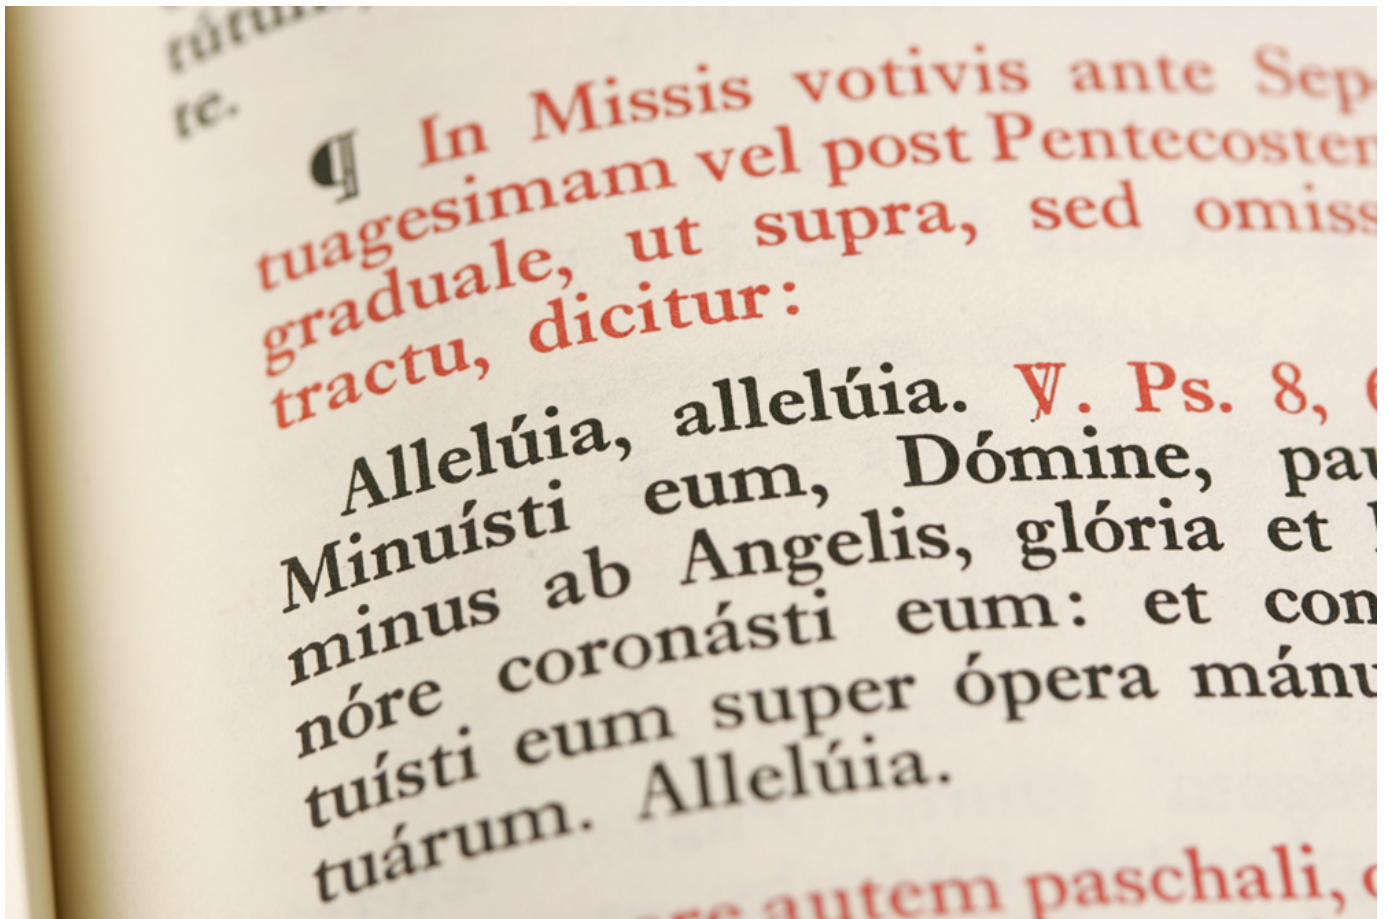 te.
¶ In Missis votivis ante Sep-
tuagesimam vel post Pentecosten
graduale, ut supra, sed omiss
tractu, dicitur:
Allelúia, allelúia. ℣. Ps. 8,
Minuísti eum, Dómine, pau
minus ab Angelis, glória et
nóre coronásti eum: et con
tuísti eum super ópera mánu
tuárum. Allelúia.
autem paschali,